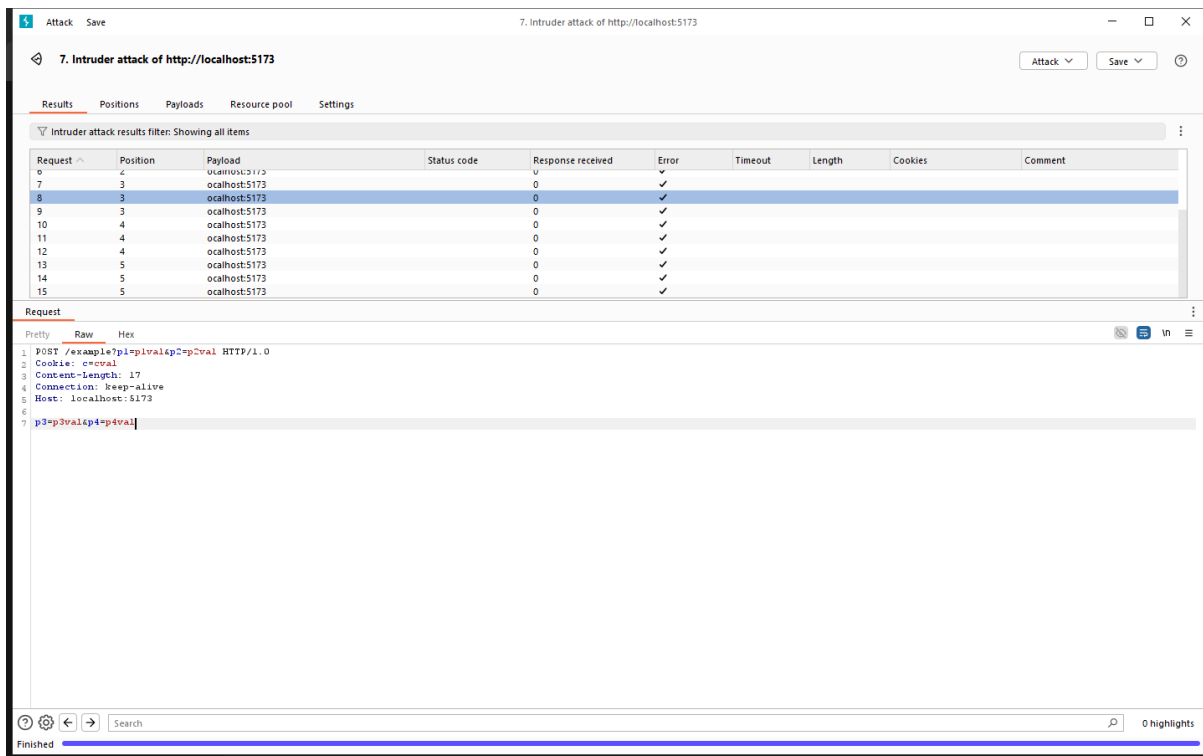 Attack Save 7. Intruder attack of http://localhost:5173
7. Intruder attack of http://localhost:5173 Attack Save
Results Positions Payloads Resource pool Settings
Intruder attack results filter: Showing all items
Request Position Payload Status code Response received Error Timeout Length Cookies Comment
6 2 ocalhost:5173 0
7 3 ocalhost:5173 0
8 3 ocalhost:5173 0
9 3 ocalhost:5173 0
10 4 ocalhost:5173 0
11 4 ocalhost:5173 0
12 4 ocalhost:5173 0
13 5 ocalhost:5173 0
14 5 ocalhost:5173 0
15 5 ocalhost:5173 0
Request
Pretty Raw Hex \n
1 POST /example?p1=p1val&p2=p2val HTTP/1.0
2 Cookie: c=cval
3 Content-Length: 17
4 Connection: keep-alive
5 Host: localhost:5173
6
7 p3=p3val&p4=p4val
Search 0 highlights
Finished